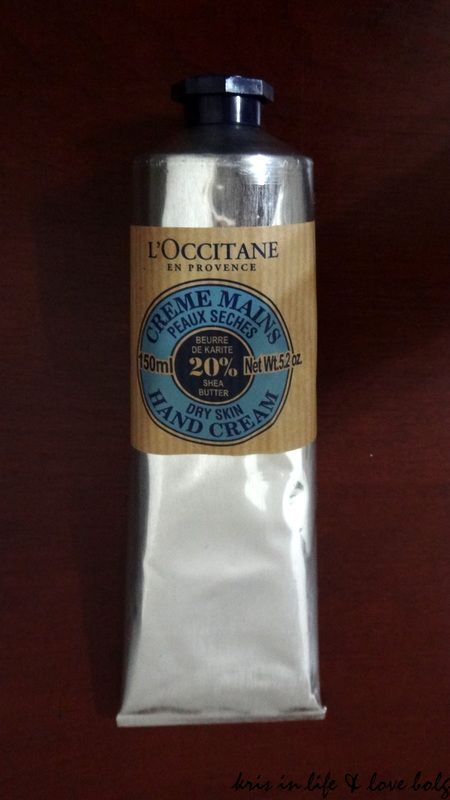 L'OCCITANE
EN PROVENCE
CREME MAINS
PEAUX SECHES
BEURRE
DE KARITE
150ml 20% Net Wt.5.2 oz.
SHEA
BUTTER
DRY SKIN
HAND CREAM
kris in life & love bolg